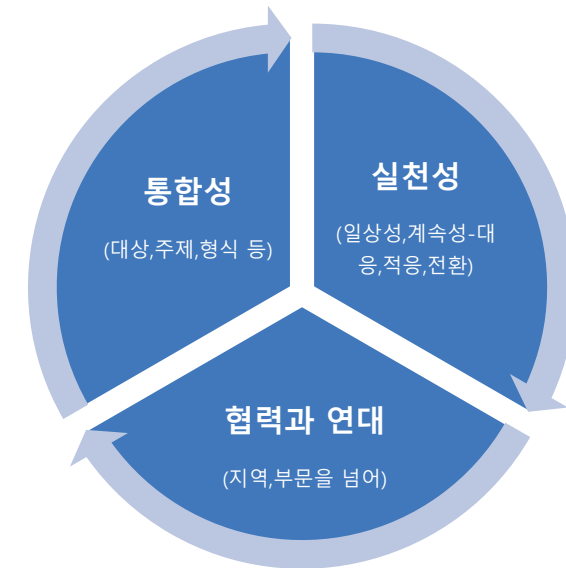 통합성
(대상,주제,형식 등)
실천성
(일상성,계속성-대
응,적응,전환)
협력과 연대
(지역,부문을 넘어)